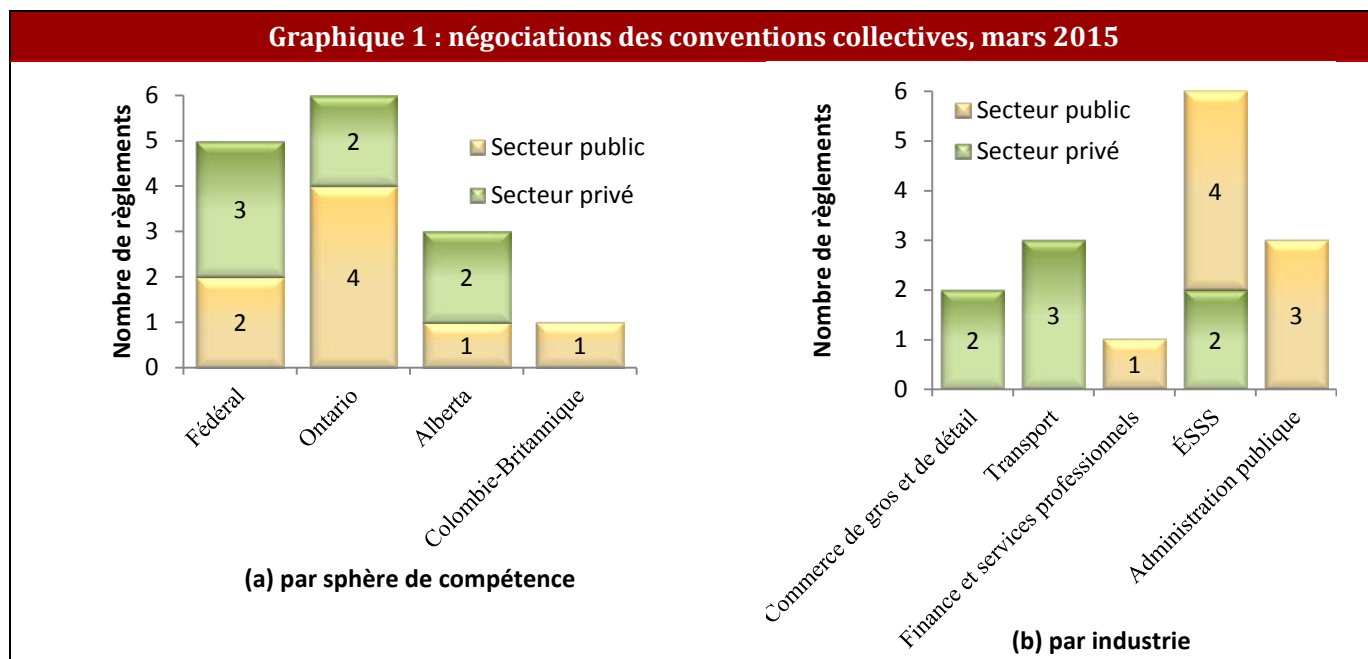 Graphique 1 : négociations des conventions collectives, mars 2015
Nombre de règlements
6
5
4
3
2
1
0
Secteur public
Secteur privé
3
2
2
4
2
1
1
Fédéral
Ontario
Alberta
Colombie-Britannique
(a) par sphère de compétence
Nombre de règlements
6
5
4
3
2
1
0
Secteur public
Secteur privé
2
3
1
4
2
3
Commerce de gros et de détail
Transport
Finance et services professionnels
ÉSSS
Administration publique
(b) par industrie